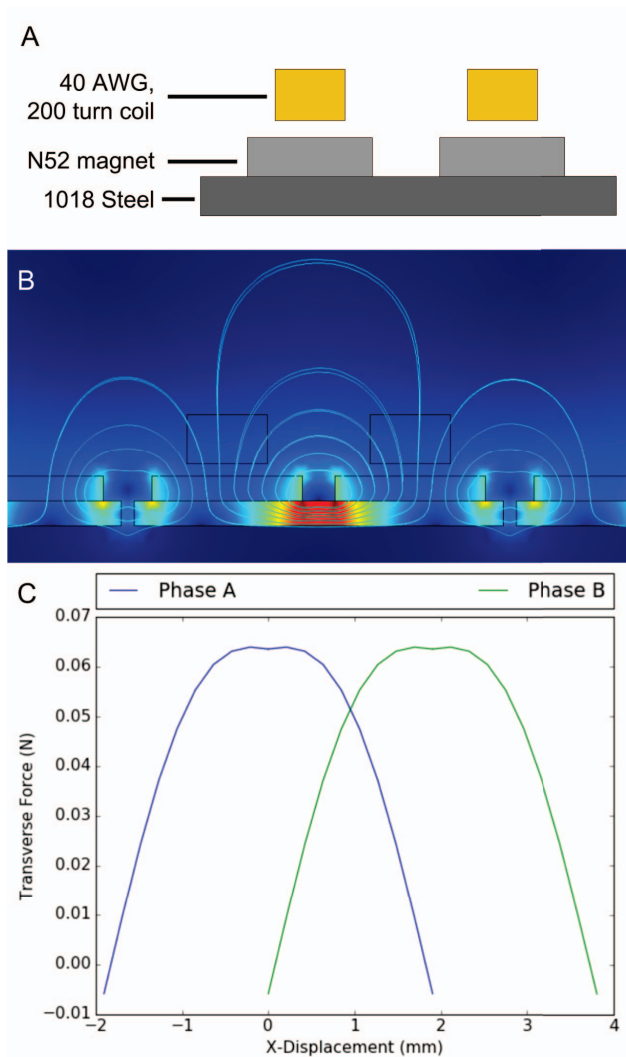 A
40 AWG,
200 turn coil
N52 magnet
1018 Steel
B
C
Phase A Phase B
0.07
0.06
0.05
0.04
0.03
0.02
0.01
0.00
−0.01
Transverse Force (N)
−2 −1 0 1 2 3 4
X-Displacement (mm)